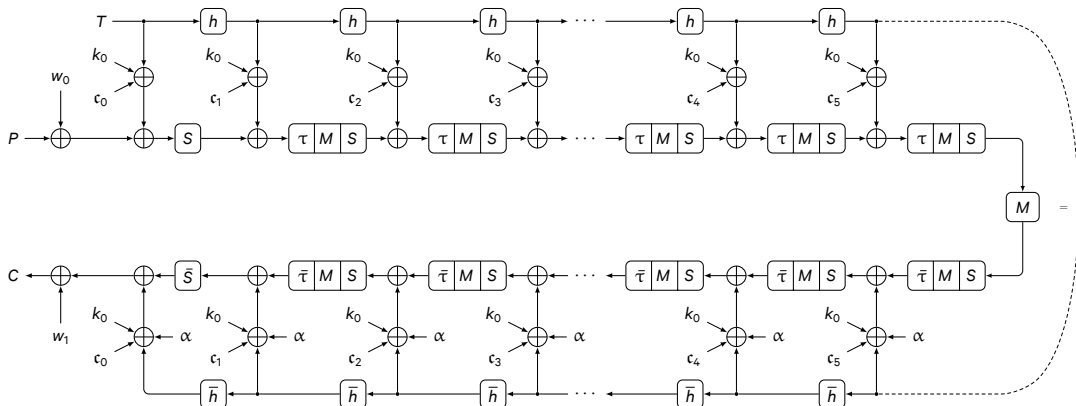 T h h h ··· h h
k₀ k₀ k₀ k₀ k₀ k₀
w₀ 𝔠₀ 𝔠₁ 𝔠₂ 𝔠₃ 𝔠₄ 𝔠₅
P S τ M S τ M S ··· τ M S τ M S τ M S
M =
C S̄ τ̄ M S τ̄ M S ··· τ̄ M S τ̄ M S τ̄ M S
k₀ k₀ k₀ k₀ k₀ k₀
w₁ α α α α α α
𝔠₀ 𝔠₁ 𝔠₂ 𝔠₃ 𝔠₄ 𝔠₅
h̄ h̄ h̄ ··· h̄ h̄